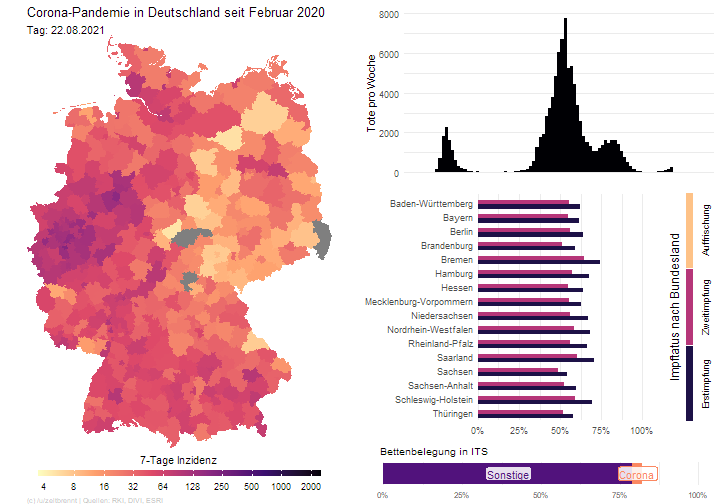 Corona-Pandemie in Deutschland seit Februar 2020
Tag: 22.08.2021
7-Tage Inzidenz
4 8 16 32 64 128 256 500 1000 2000
(c) /u/zeitbremt | Quellen: RKI, DIVI, ESRI
Tote pro Woche
8000
6000
4000
2000
0
Baden-Württemberg
Bayern
Berlin
Brandenburg
Bremen
Hamburg
Hessen
Mecklenburg-Vorpommern
Niedersachsen
Nordrhein-Westfalen
Rheinland-Pfalz
Saarland
Sachsen
Sachsen-Anhalt
Schleswig-Holstein
Thüringen
0% 25% 50% 75% 100%
Impfstatus nach Bundesland
Auffrischung
Zweitimpfung
Erstimpfung
Bettenbelegung in ITS
Sonstige Corona
0% 25% 50% 75% 100%